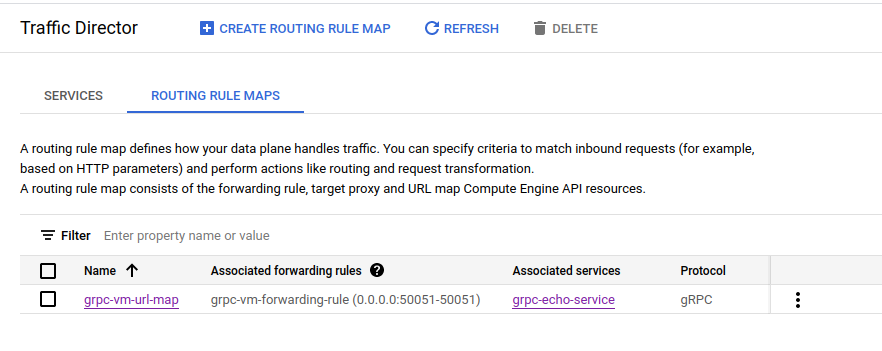 Traffic Director CREATE ROUTING RULE MAP REFRESH DELETE
SERVICES ROUTING RULE MAPS
A routing rule map defines how your data plane handles traffic. You can specify criteria to match inbound requests (for example,
based on HTTP parameters) and perform actions like routing and request transformation.
A routing rule map consists of the forwarding rule, target proxy and URL map Compute Engine API resources.
Filter Enter property name or value
Name Associated forwarding rules ? Associated services Protocol
grpc-vm-url-map grpc-vm-forwarding-rule (0.0.0.0:50051-50051) grpc-echo-service gRPC